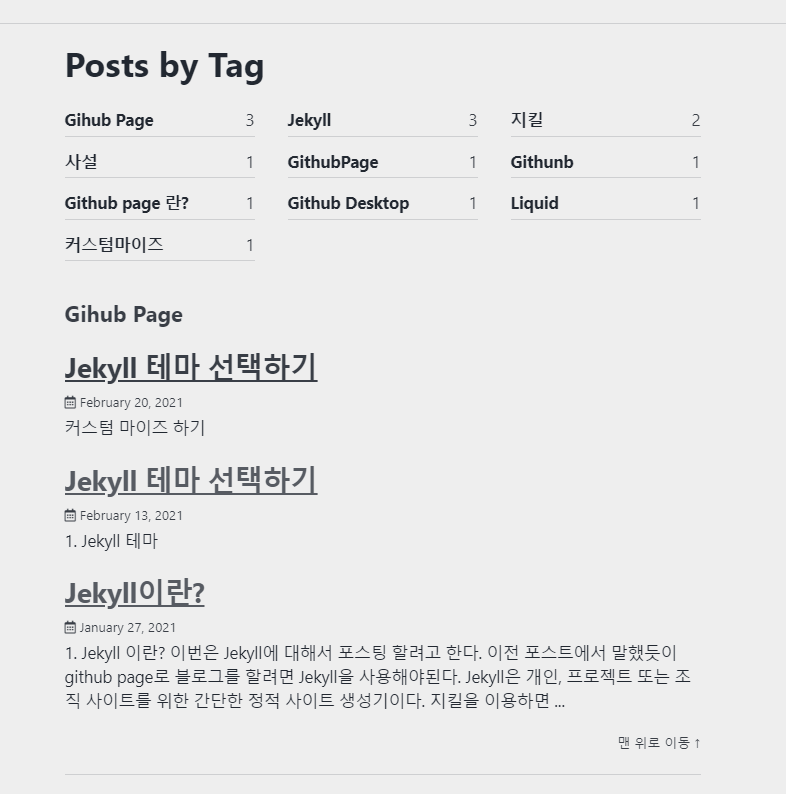 Posts by Tag
Gihub Page 3 Jekyll 3 지킬 2
사설 1 GithubPage 1 Githunb 1
Github page 란? 1 Github Desktop 1 Liquid 1
커스텀마이즈 1
Gihub Page
Jekyll 테마 선택하기
February 20, 2021
커스텀 마이즈 하기
Jekyll 테마 선택하기
February 13, 2021
1. Jekyll 테마
Jekyll이란?
January 27, 2021
1. Jekyll 이란? 이번은 Jekyll에 대해서 포스팅 할려고 한다. 이전 포스트에서 말했듯이
github page로 블로그를 할려면 Jekyll을 사용해야된다. Jekyll은 개인, 프로젝트 또는 조
직 사이트를 위한 간단한 정적 사이트 생성기이다. 지킬을 이용하면 ...
맨 위로 이동 ↑